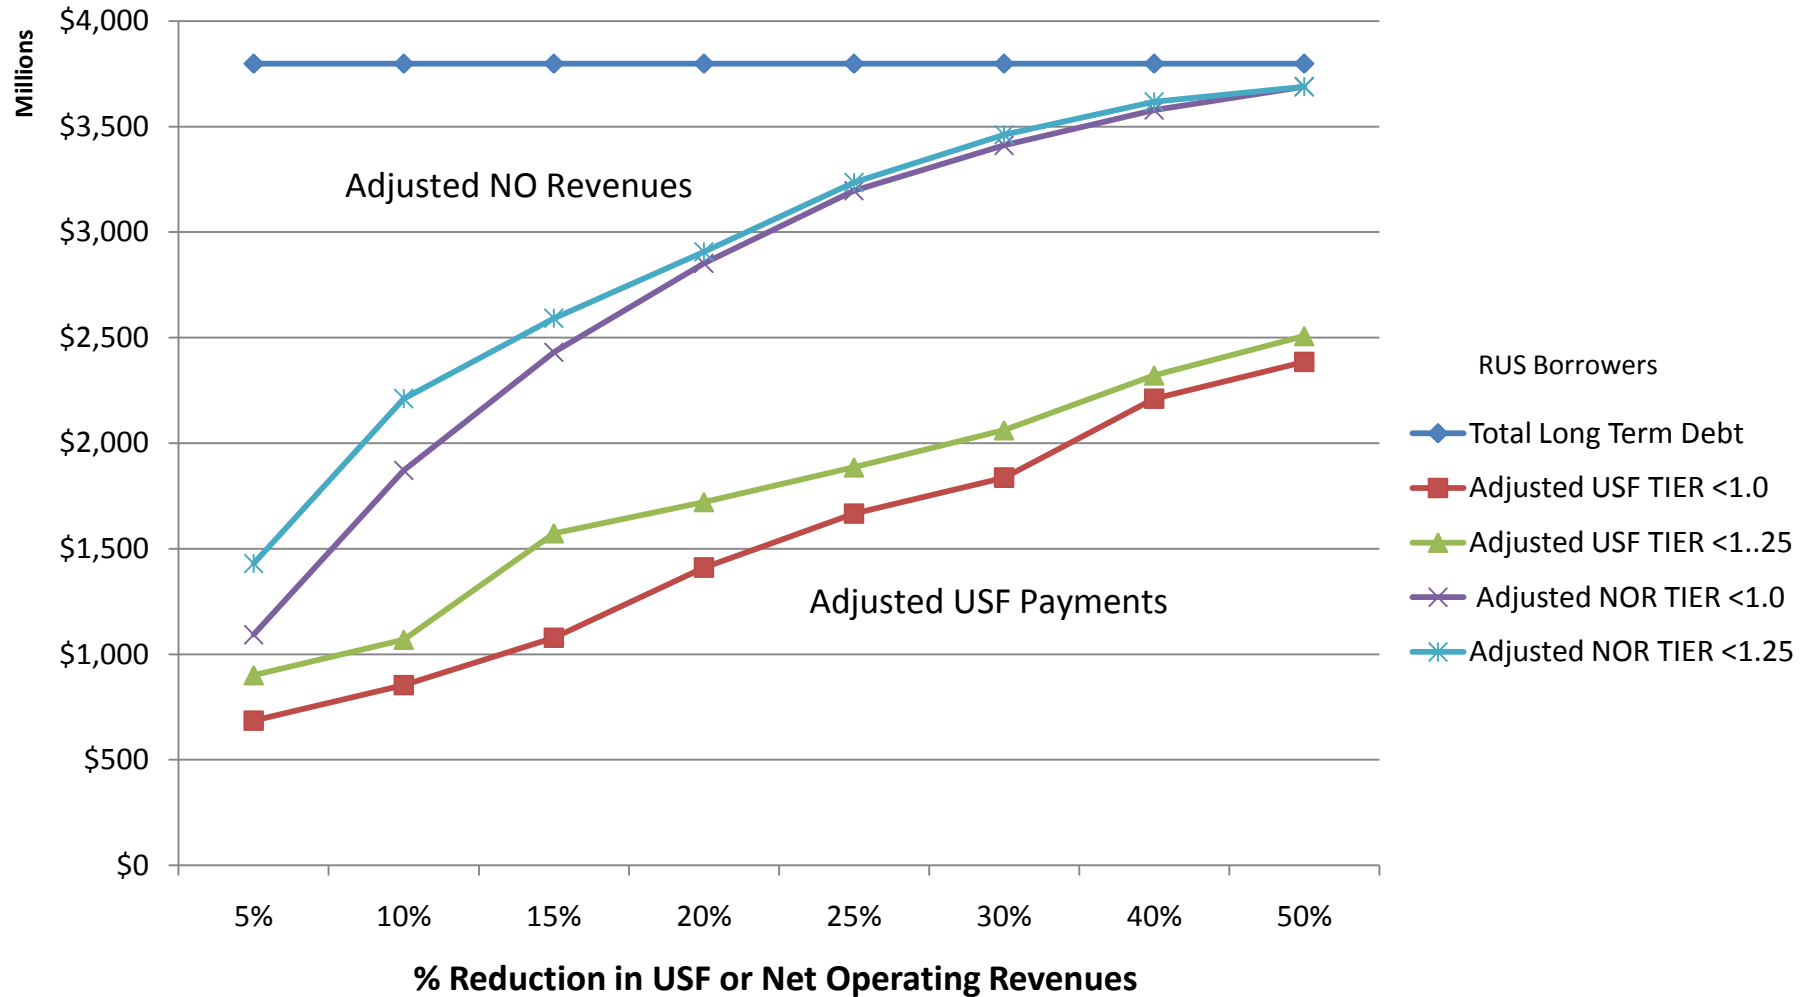 Millions
$4,000
$3,500
$3,000
$2,500
$2,000
$1,500
$1,000
$500
$0
Adjusted NO Revenues
Adjusted USF Payments
5% 10% 15% 20% 25% 30% 40% 50%
% Reduction in USF or Net Operating Revenues
RUS Borrowers
Total Long Term Debt
Adjusted USF TIER <1.0
Adjusted USF TIER <1..25
Adjusted NOR TIER <1.0
Adjusted NOR TIER <1.25